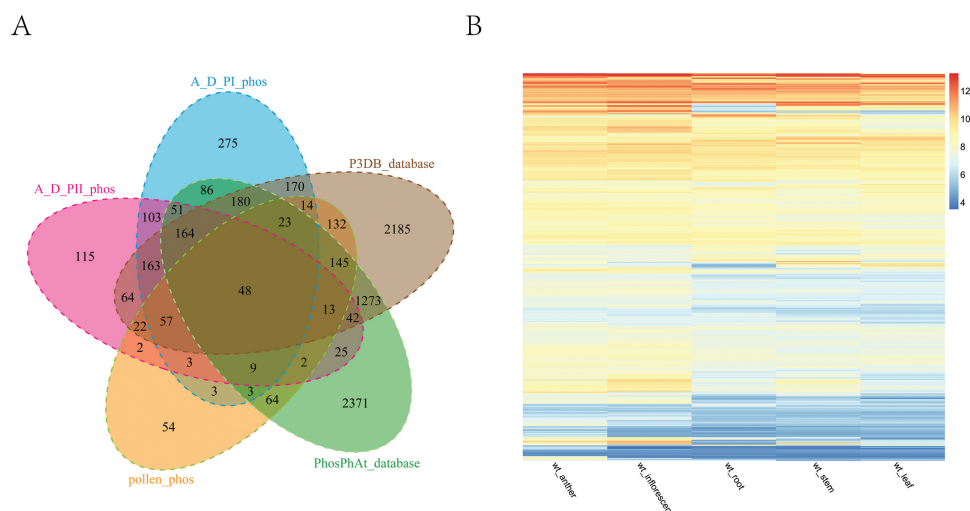 A
B
A_D_PI_phos
275
P3DB_database
A_D_PII_phos
86
170
180
14
103
51
23
132
2185
164
115
145
163
48
64
1273
13
42
57
22
2
25
3
9
2
3
3
64
2371
54
PhosPhAt_database
pollen_phos
10
8
6
4
wt_anther
wt_inflorescen
wt_root
wt_stem
wt_leaf